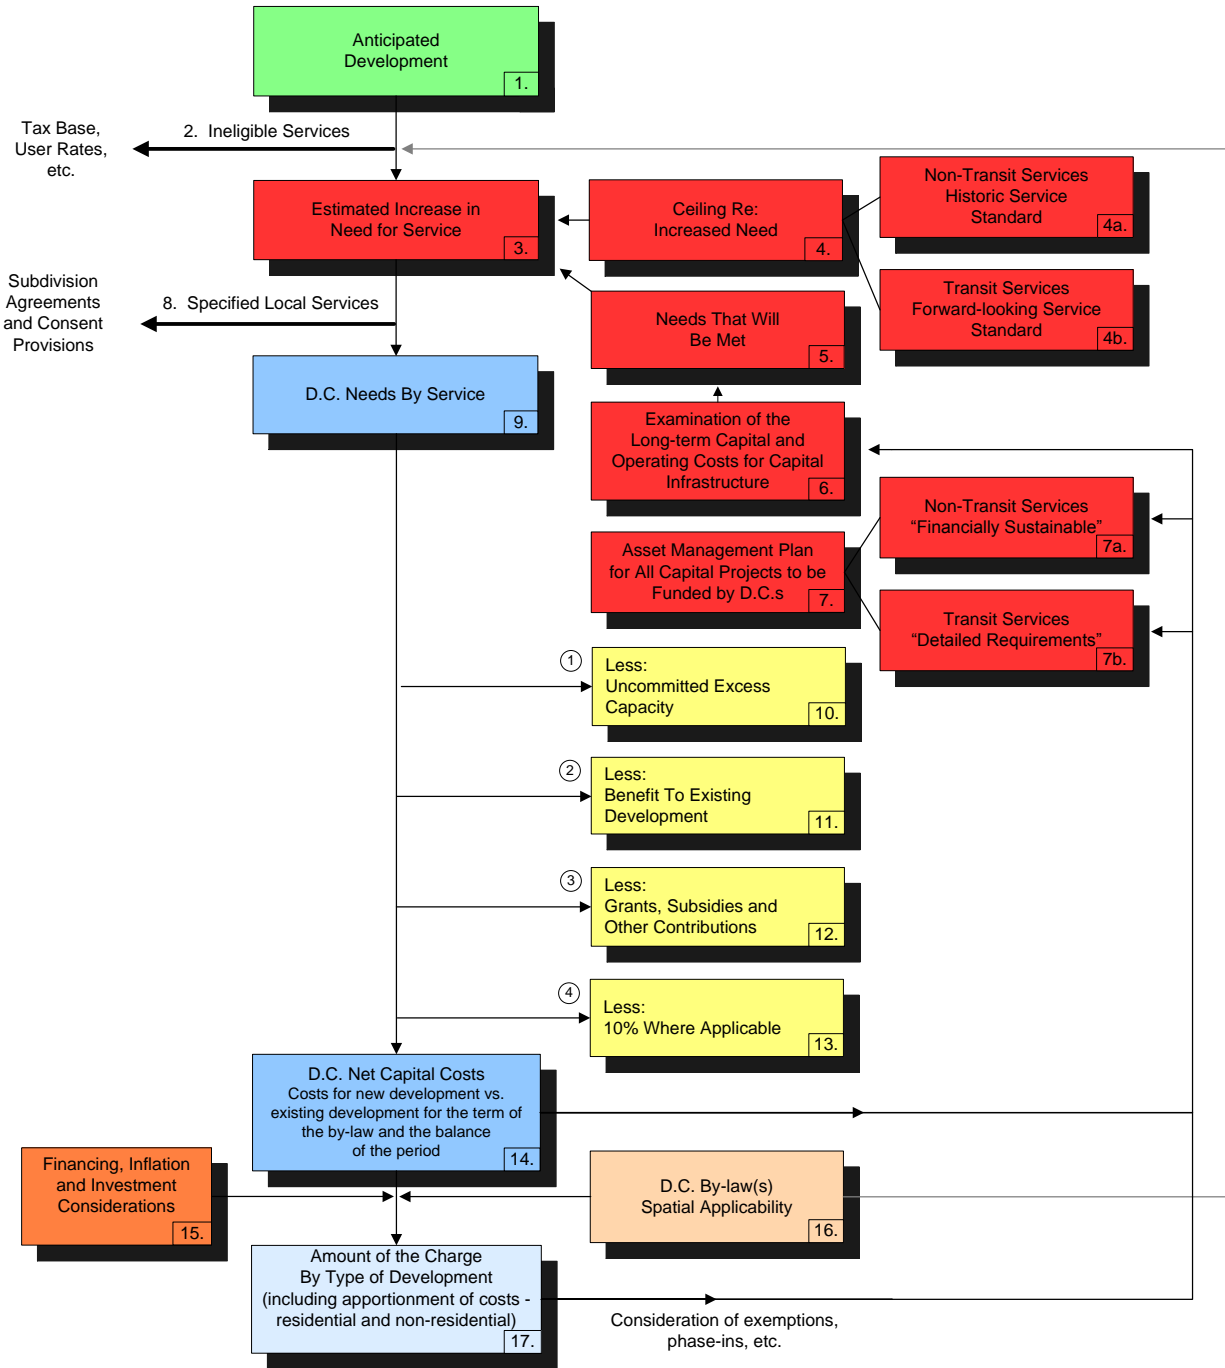 Anticipated
Development
1.
Tax Base,
User Rates,
etc.
2. Ineligible Services
Estimated Increase in
Need for Service
3.
Ceiling Re:
Increased Need
4.
Non-Transit Services
Historic Service
Standard
4a.
Subdivision
Agreements
and Consent
Provisions
8. Specified Local Services
Needs That Will
Be Met
5.
Transit Services
Forward-looking Service
Standard
4b.
D.C. Needs By Service
9.
Examination of the
Long-term Capital and
Operating Costs for Capital
Infrastructure
6.
Non-Transit Services
“Financially Sustainable”
7a.
Asset Management Plan
for All Capital Projects to be
Funded by D.C.s
7.
Transit Services
“Detailed Requirements”
7b.
1
Less:
Uncommitted Excess
Capacity
10.
2
Less:
Benefit To Existing
Development
11.
3
Less:
Grants, Subsidies and
Other Contributions
12.
4
Less:
10% Where Applicable
13.
D.C. Net Capital Costs
Costs for new development vs.
existing development for the term of
the by-law and the balance
of the period
14.
Financing, Inflation
and Investment
Considerations
15.
D.C. By-law(s)
Spatial Applicability
16.
Amount of the Charge
By Type of Development
(including apportionment of costs -
residential and non-residential)
17.
Consideration of exemptions,
phase-ins, etc.